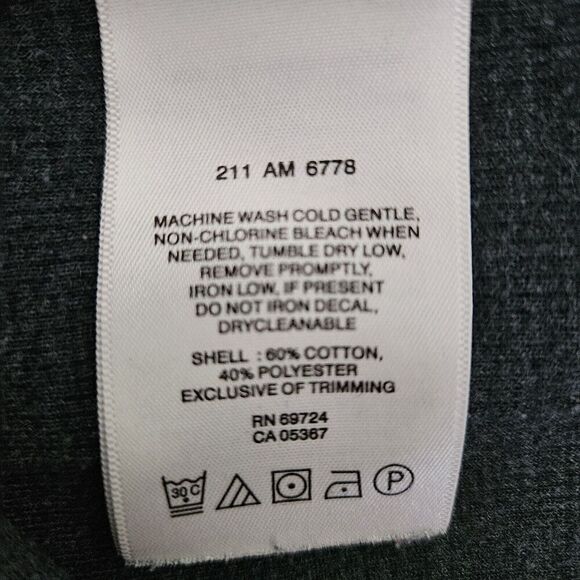 211 AM 6778
MACHINE WASH COLD GENTLE,
NON-CHLORINE BLEACH WHEN
NEEDED, TUMBLE DRY LOW,
REMOVE PROMPTLY,
IRON LOW, IF PRESENT
DO NOT IRON DECAL,
DRYCLEANABLE
SHELL : 60% COTTON,
40% POLYESTER
EXCLUSIVE OF TRIMMING
RN 69724
CA 05367
30 C P